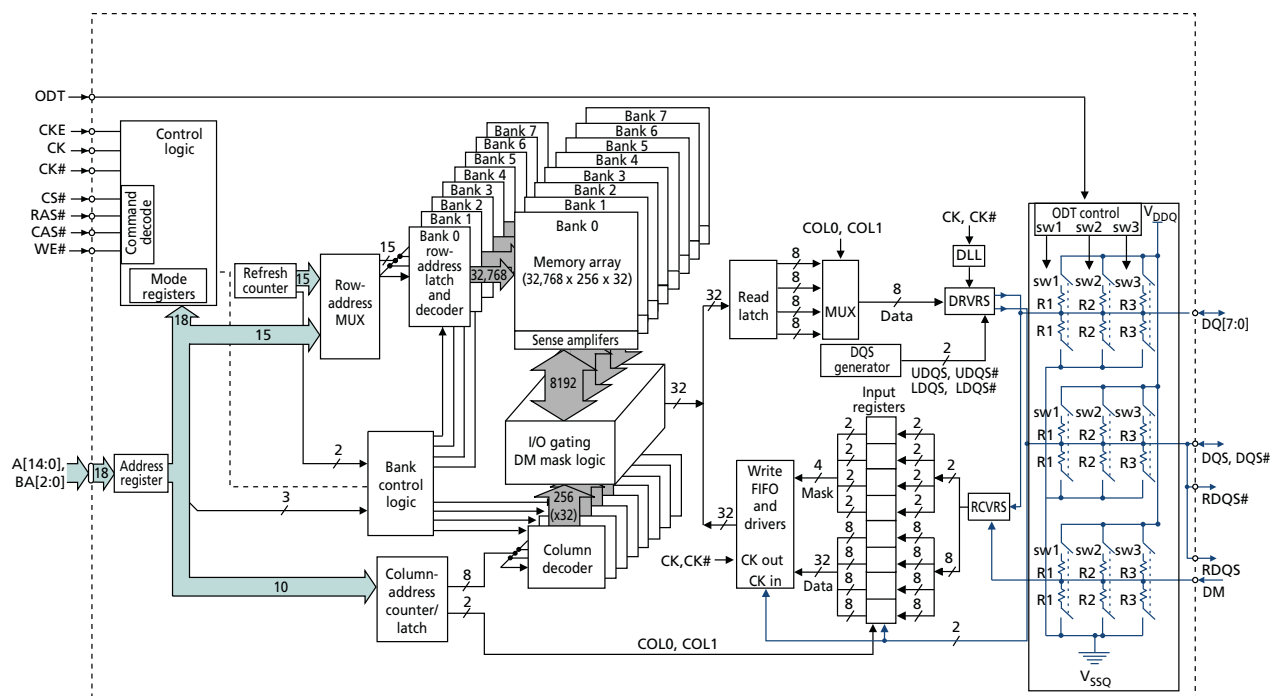 ODT
CKE
CK
CK#
CS#
RAS#
CAS#
WE#
Control
logic
Command
decode
Mode
registers
Refresh
counter
15
Row-
address
MUX
15
18
15
Bank 7
Bank 6
Bank 5
Bank 4
Bank 3
Bank 2
Bank 1
Bank 0
row-
address
latch
and
decoder
32,768
Bank 7
Bank 6
Bank 5
Bank 4
Bank 3
Bank 2
Bank 1
Bank 0
Memory array
(32,768 x 256 x 32)
Sense amplifers
8192
I/O gating
DM mask logic
32
256
(x32)
Column
decoder
A[14:0],
BA[2:0]
18
Address
register
2
3
Bank
control
logic
10
Column-
address
counter/
latch
8
2
COL0, COL1
32
Read
latch
8
8
8
8
COL0, COL1
MUX
8
Data
CK, CK#
DLL
DRVRS
DQS
generator
2
UDQS, UDQS#
LDQS, LDQS#
Input
registers
2
2
2
2
8
8
8
8
2
2
2
2
8
8
8
8
2
8
RCVRS
4
Mask
32
Data
Write
FIFO
and
drivers
CK out
CK in
32
CK,CK#
2
ODT control
sw1 sw2 sw3
VDDQ
sw1 sw2 sw3
R1 R2 R3
R1 R2 R3
sw1 sw2 sw3
R1 R2 R3
R1 R2 R3
sw1 sw2 sw3
R1 R2 R3
R1 R2 R3
VSSQ
DQ[7:0]
DQS, DQS#
RDQS#
RDQS
DM